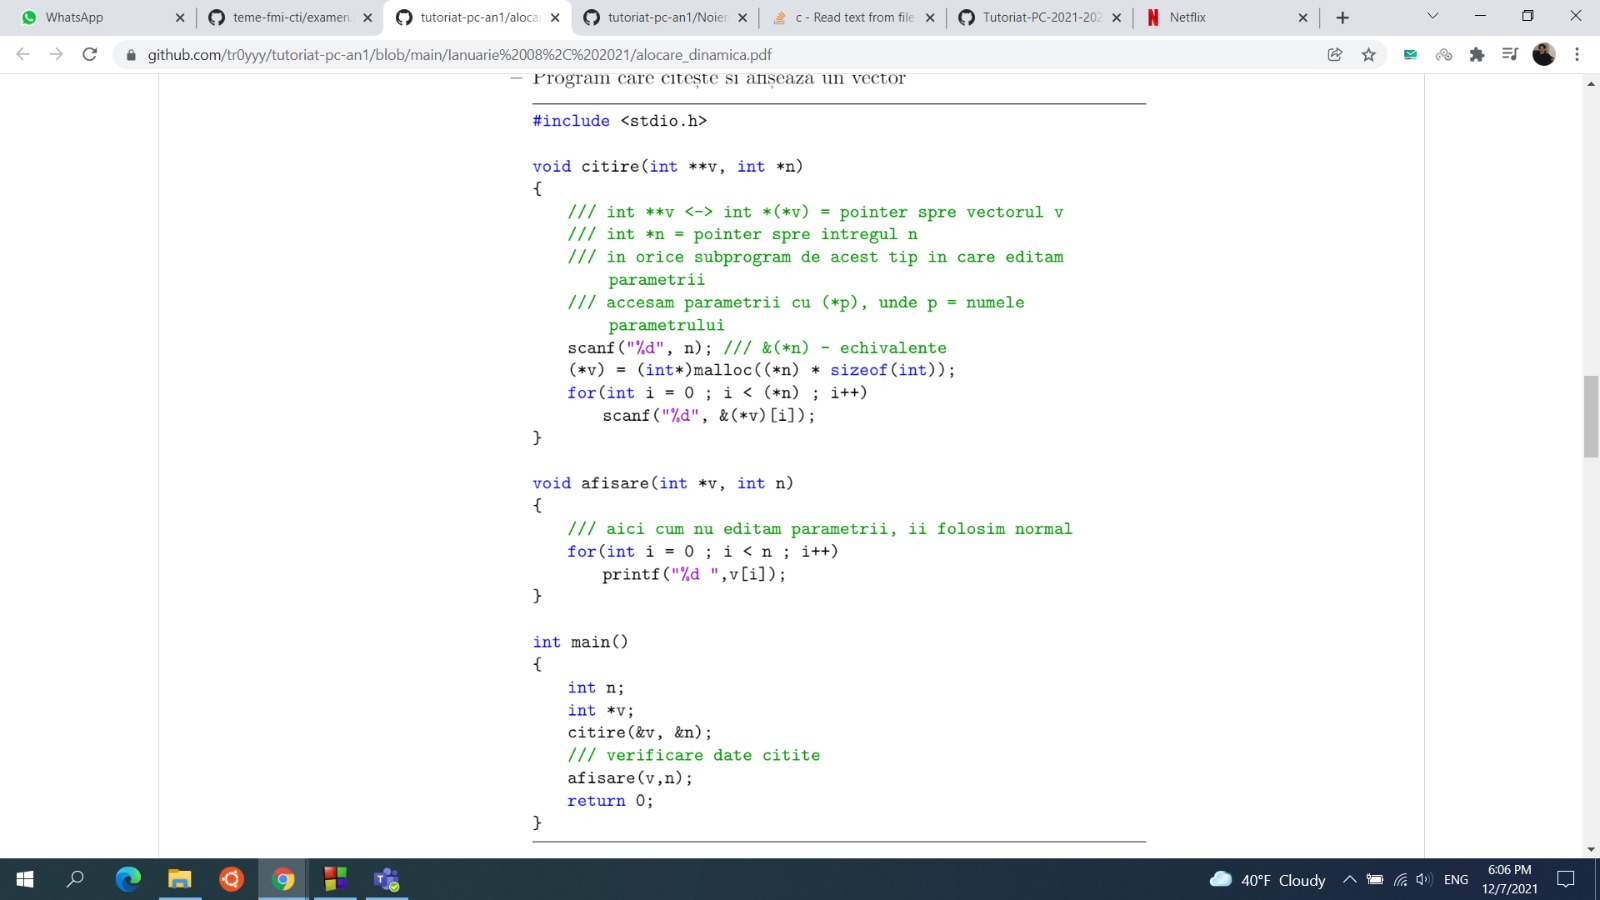 WhatsApp
teme-fmi-cti/examen.
tutoriat-pc-an1/aloca
tutoriat-pc-an1/Noien
c - Read text from file
Tutoriat-PC-2021-202
Netflix
github.com/tr0yyy/tutoriat-pc-an1/blob/main/Ianuarie%2008%2C%202021/alocare_dinamica.pdf
– Program care citește si afișeaza un vector
#include <stdio.h>
void citire(int **v, int *n)
{
/// int **v <-> int *(*v) = pointer spre vectorul v
/// int *n = pointer spre intregul n
/// in orice subprogram de acest tip in care editam
parametrii
/// accesam parametrii cu (*p), unde p = numele
parametrului
scanf("%d", n); /// &(*n) - echivalente
(*v) = (int*)malloc((*n) * sizeof(int));
for(int i = 0 ; i < (*n) ; i++)
scanf("%d", &(*v)[i]);
}
void afisare(int *v, int n)
{
/// aici cum nu editam parametrii, ii folosim normal
for(int i = 0 ; i < n ; i++)
printf("%d ",v[i]);
}
int main()
{
int n;
int *v;
citire(&v, &n);
/// verificare date citite
afisare(v,n);
return 0;
}
40°F Cloudy
ENG
6:06 PM
12/7/2021